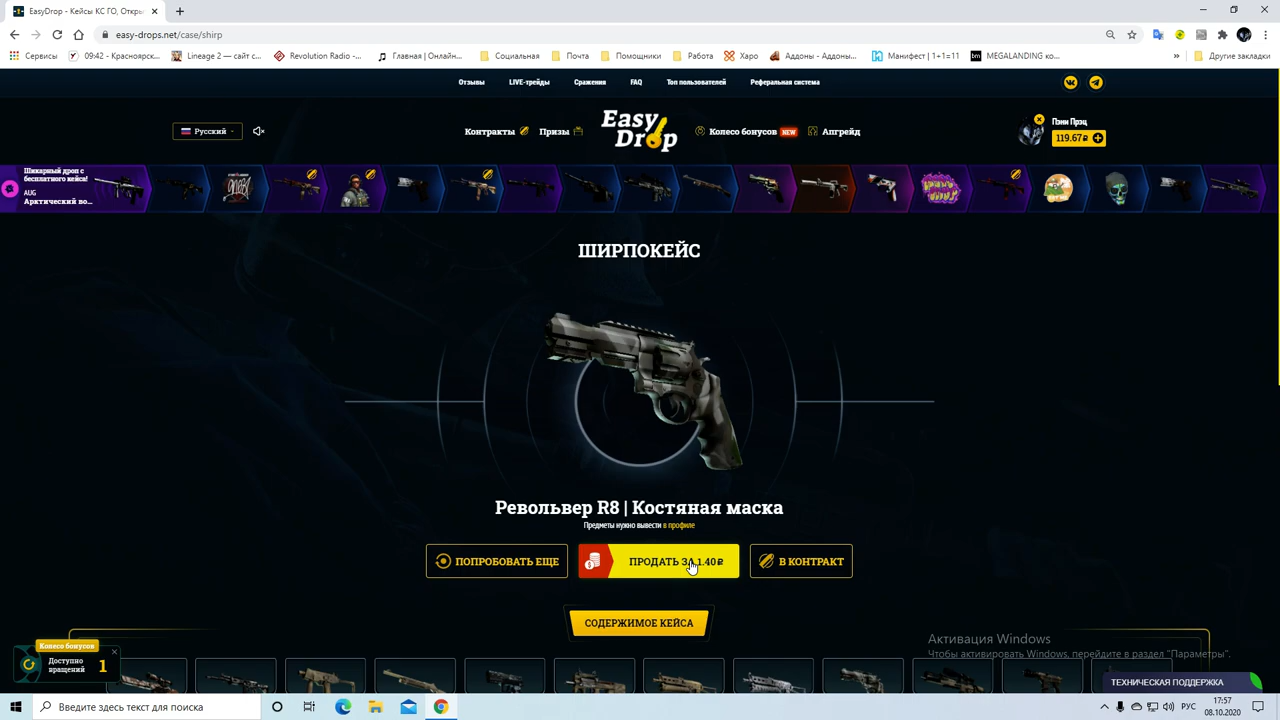 EasyDrop - Кейсы КС ГО, Откры
easy-drops.net/case/shirp
Сервисы
09:42 - Красноярск...
Lineage 2 — сайт с...
Revolution Radio -...
Главная | Онлайн...
Социальная
Почта
Помощники
Работа
Харо
Аддоны - Аддоны...
Манифест | 1+1=11
MEGALANDING ко...
»
Другие закладки
Отзывы
LIVE-трейды
Сражения
FAQ
Топ пользователей
Реферальная система
Русский
Контракты
Призы
Easy
Drop
Колесо бонусов
NEW
Апгрейд
Пэни Прэц
119.67₽
Шикарный дроп с
бесплатного кейса!
AUG
Арктический во...
ШИРПОКЕЙС
Револьвер R8 | Костяная маска
Предметы нужно вывести в профиле
ПОПРОБОВАТЬ ЕЩЕ
ПРОДАТЬ ЗА 1.40₽
В КОНТРАКТ
СОДЕРЖИМОЕ КЕЙСА
Колесо бонусов
Доступно
вращений
1
Активация Windows
Чтобы активировать Windows, перейдите в раздел "Параметры".
ТЕХНИЧЕСКАЯ ПОДДЕРЖКА
Введите здесь текст для поиска
РУС
17:57
08.10.2020